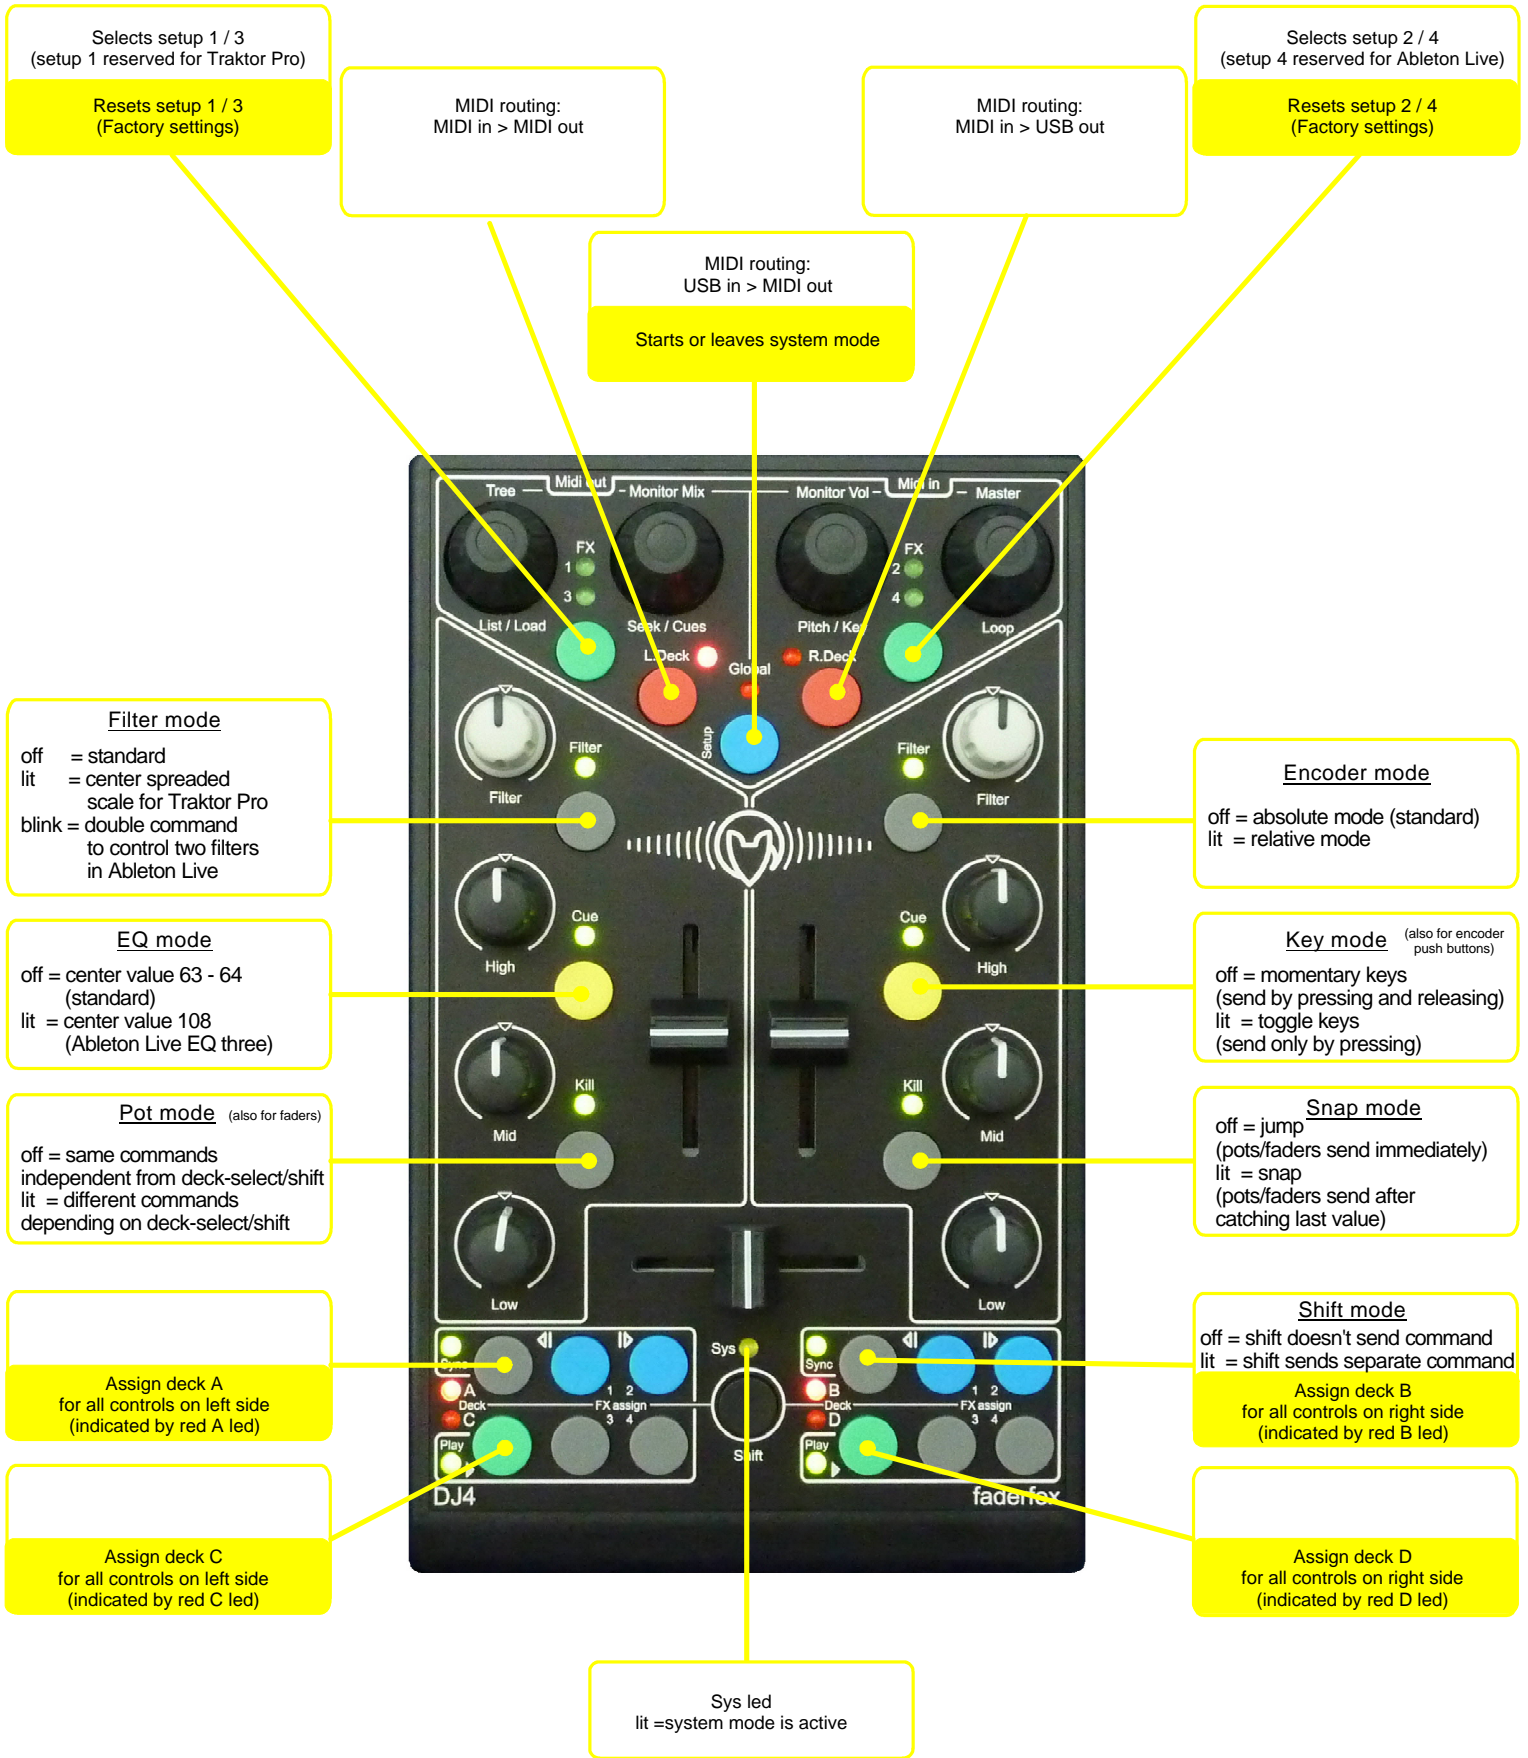 Selects setup 1 / 3
(setup 1 reserved for Traktor Pro)
Resets setup 1 / 3
(Factory settings)
MIDI routing:
MIDI in > MIDI out
MIDI routing:
MIDI in > USB out
Selects setup 2 / 4
(setup 4 reserved for Ableton Live)
Resets setup 2 / 4
(Factory settings)
MIDI routing:
USB in > MIDI out
Starts or leaves system mode
Tree
Midi out
Monitor Mix
Monitor Vol
Midi in
Master
FX
1
3
FX
2
4
List / Load
Seek / Cues
Pitch / Key
Loop
L.Deck
Global
R.Deck
Setup
Filter
Filter
Filter
Filter
Filter mode
off = standard
lit = center spreaded
scale for Traktor Pro
blink = double command
to control two filters
in Ableton Live
Encoder mode
off = absolute mode (standard)
lit = relative mode
EQ mode
off = center value 63 - 64
(standard)
lit = center value 108
(Ableton Live EQ three)
Cue
High
Cue
High
Key mode (also for encoder
push buttons)
off = momentary keys
(send by pressing and releasing)
lit = toggle keys
(send only by pressing)
Pot mode (also for faders)
off = same commands
independent from deck-select/shift
lit = different commands
depending on deck-select/shift
Kill
Mid
Kill
Mid
Snap mode
off = jump
(pots/faders send immediately)
lit = snap
(pots/faders send after
catching last value)
Low
Low
Assign deck A
for all controls on left side
(indicated by red A led)
Shift mode
off = shift doesn't send command
lit = shift sends separate command
Assign deck B
for all controls on right side
(indicated by red B led)
Sync
A
Deck
C
Play
1 2
FX assign
3 4
Sys
Shift
Sync
B
Deck
D
Play
1 2
FX assign
3 4
DJ4
faderfox
Assign deck C
for all controls on left side
(indicated by red C led)
Assign deck D
for all controls on right side
(indicated by red D led)
Sys led
lit =system mode is active